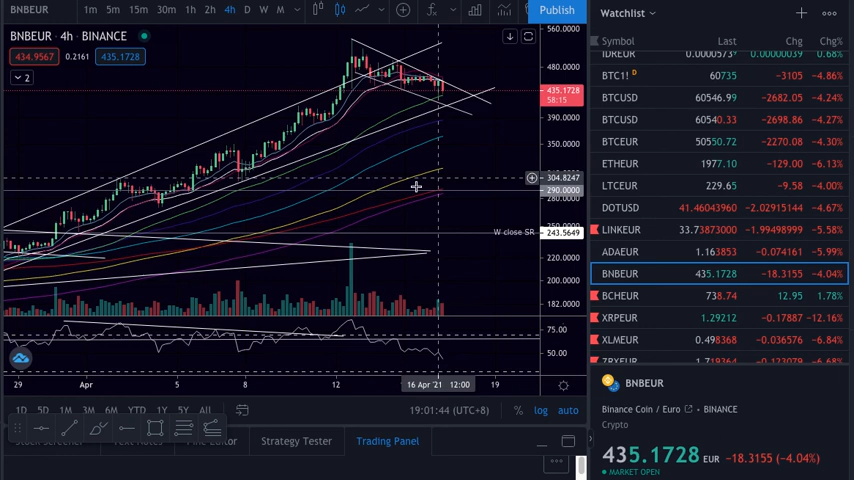 BNBEUR 1m 5m 15m 30m 1h 2h 4h D W M Publish
BNBEUR · 4h · BINANCE
434.9567 0.2161 435.1728
2
560.0000
480.0000
435.1728
58:15
390.0000
350.0000
304.8247
290.0000
280.0000
W close SR 243.5649
220.0000
200.0000
182.0000
75.00
50.00
29 Apr 5 8 12 16 Apr '21 12:00 19
1D 5D 1M 3M 6M YTD 1Y 5Y All 19:01:44 (UTC+8) % log auto
Strategy Tester Trading Panel
Watchlist
Symbol Last Chg Chg%
BTC1! D 60735 -3105 -4.86%
BTCUSD 60546.99 -2682.05 -4.24%
BTCUSD 60540.33 -2698.86 -4.27%
BTCEUR 50550.72 -2270.08 -4.30%
ETHEUR 1977.10 -129.00 -6.13%
LTCEUR 229.65 -9.58 -4.00%
DOTUSD 41.46043960 -2.02915144 -4.67%
LINKEUR 33.73873000 -1.99498999 -5.58%
ADAEUR 1.163853 -0.074161 -5.99%
BNBEUR 435.1728 -18.3155 -4.04%
BCHEUR 738.74 12.95 1.78%
XRPEUR 1.29212 -0.17887 -12.16%
XLMEUR 0.498368 -0.036576 -6.84%
BNBEUR
Binance Coin / Euro • BINANCE
Crypto
435.1728 EUR -18.3155 (-4.04%)
MARKET OPEN